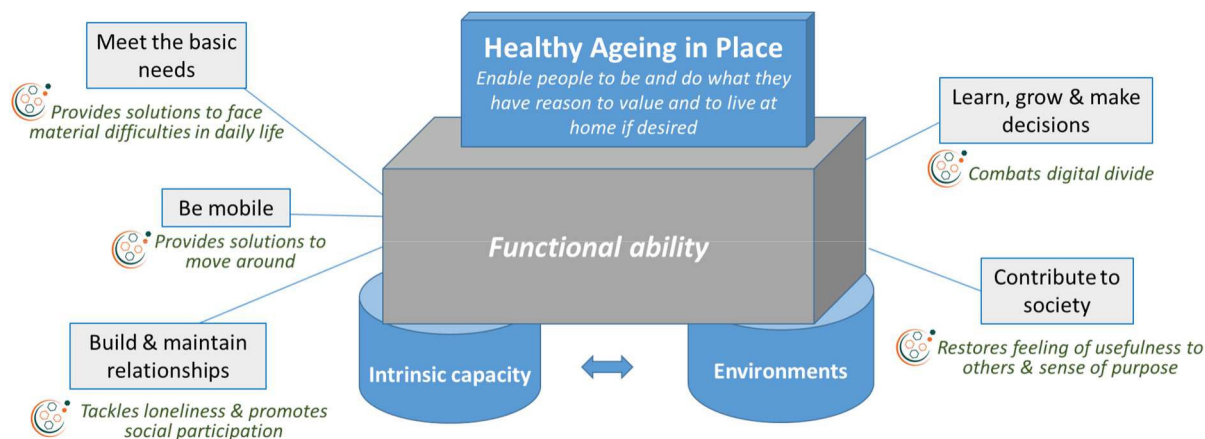 Healthy Ageing in Place
Enable people to be and do what they
have reason to value and to live at
home if desired
Meet the basic
needs
Provides solutions to face
material difficulties in daily life
Be mobile
Provides solutions to
move around
Build & maintain
relationships
Tackles loneliness & promotes
social participation
Functional ability
Intrinsic capacity
Environments
Learn, grow & make
decisions
Combats digital divide
Contribute to
society
Restores feeling of usefulness to
others & sense of purpose